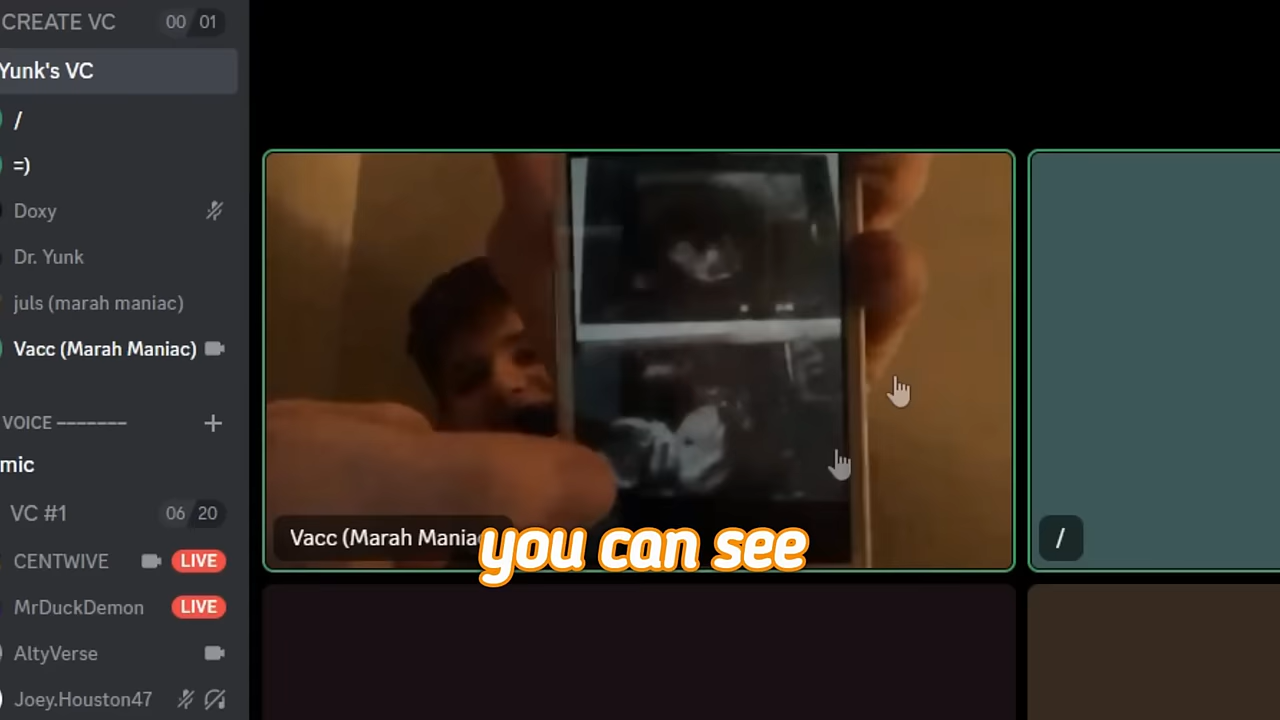 CREATE VC 00 01
Yunk's VC
/
=)
Doxy
Dr. Yunk
juls (marah maniac)
Vacc (Marah Maniac)
VOICE -------
mic
VC #1 06 20
CENTWIVE LIVE
MrDuckDemon LIVE
AltyVerse
Joey.Houston47
Vacc (Marah Mania
/
you can see